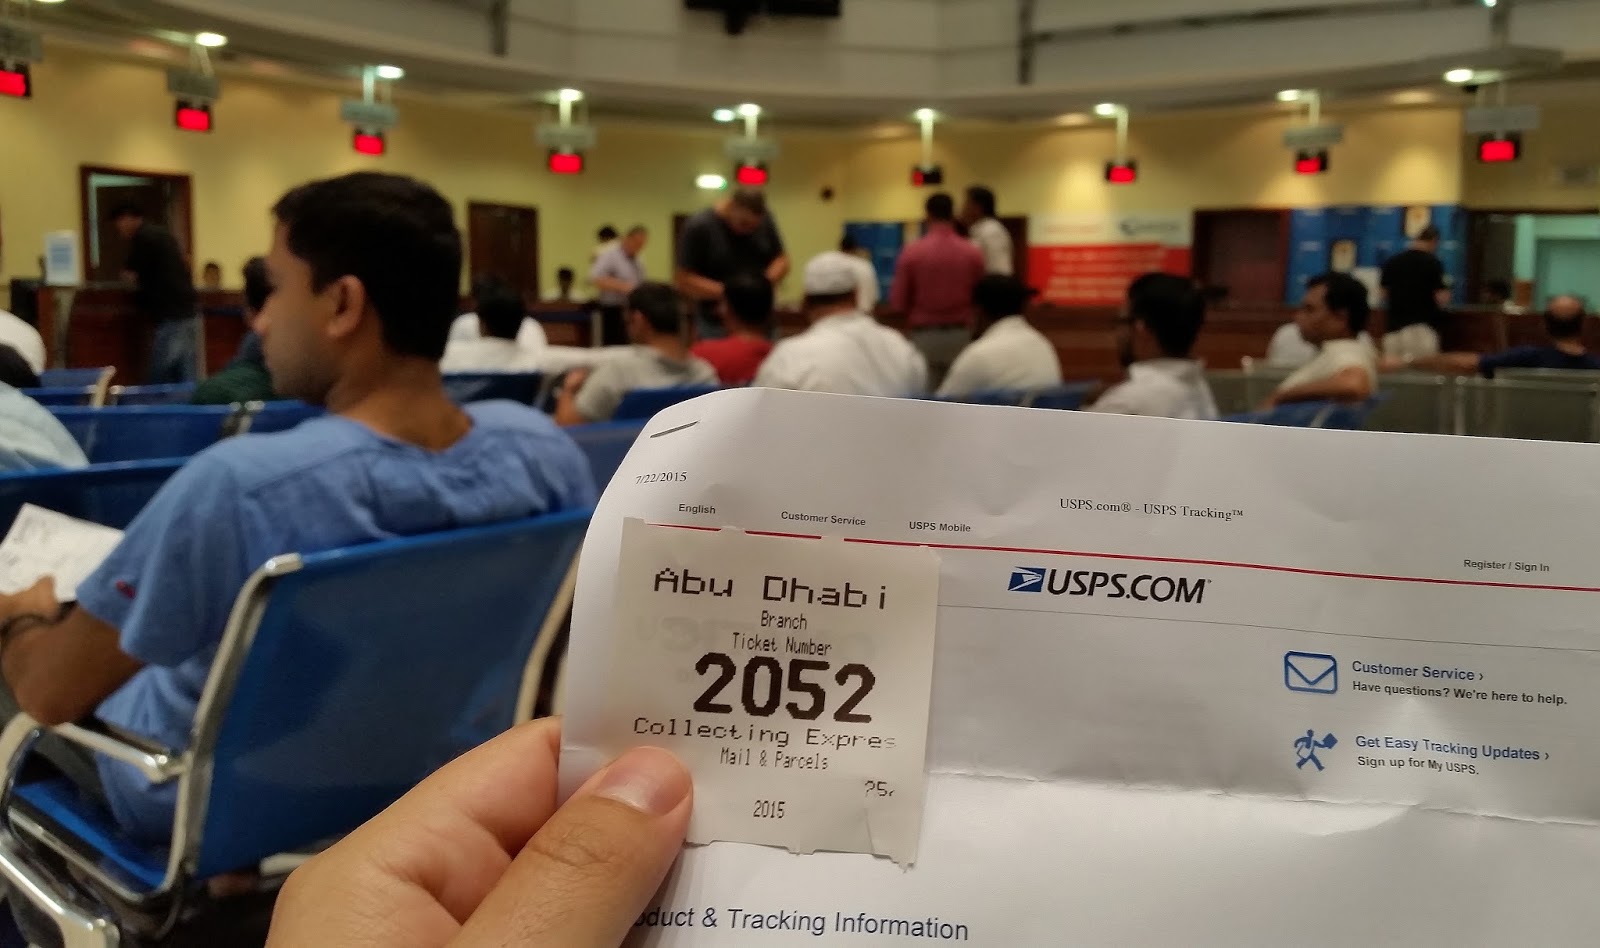 7/22/2015
USPS.com® - USPS Tracking™
English
Customer Service
USPS Mobile
Register / Sign In
USPS.COM
Customer Service ›
Have questions? We're here to help.
Get Easy Tracking Updates ›
Sign up for My USPS.
Abu Dhabi
Branch
Ticket Number
2052
Collecting Expres
Mail & Parcels
2015
duct & Tracking Information